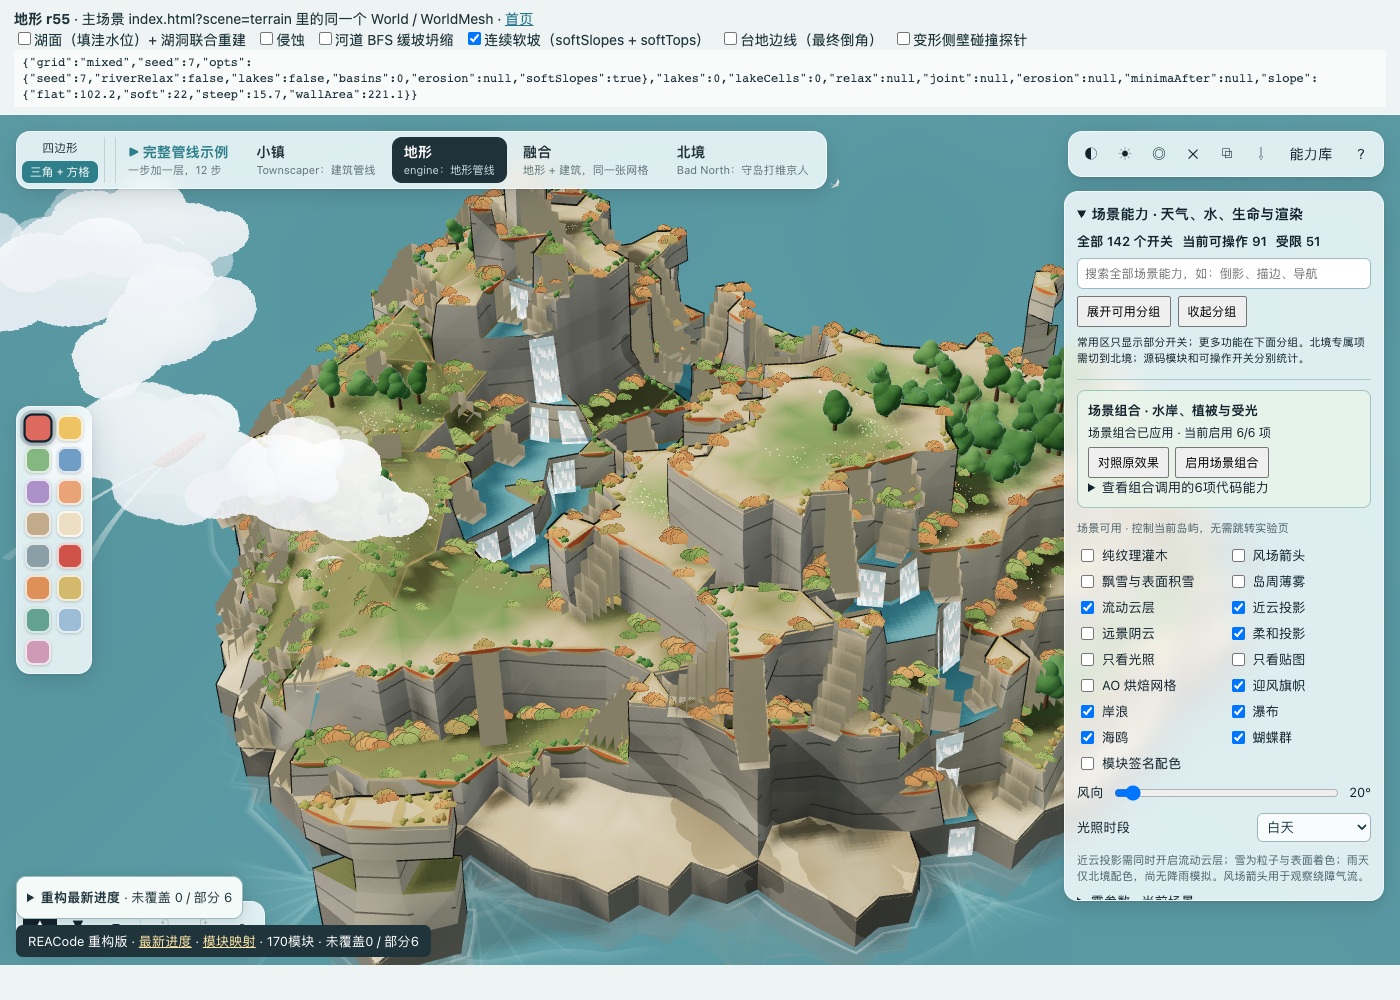 地形 r55 · 主场景 index.html?scene=terrain 里的同一个 World / WorldMesh · 首页
湖面（填洼水位）+ 湖洞联合重建 侵蚀 河道 BFS 缓坡坍缩 连续软坡（softSlopes + softTops） 台地边线（最终倒角） 变形侧壁碰撞探针
{"grid":"mixed","seed":7,"opts":
{"seed":7,"riverRelax":false,"lakes":false,"basins":0,"erosion":null,"softSlopes":true},"lakes":0,"lakeCells":0,"relax":null,"joint":null,"erosion":null,"minimaAfter":null,"slope":
{"flat":102.2,"soft":22,"steep":15.7,"wallArea":221.1}}
四边形
三角 + 方格
▶ 完整管线示例
一步加一层，12 步
小镇
Townscaper：建筑管线
地形
engine：地形管线
融合
地形 + 建筑，同一张网格
北境
Bad North：守岛打维京人
能力库 ?
▼ 场景能力 · 天气、水、生命与渲染
全部 142 个开关 当前可操作 91 受限 51
搜索全部场景能力，如：倒影、描边、导航
展开可用分组 收起分组
常用区只显示部分开关；更多功能在下面分组。北境专属项
需切到北境；源码模块和可操作开关分别统计。
场景组合 · 水岸、植被与受光
场景组合已应用 · 当前启用 6/6 项
对照原效果 启用场景组合
▶ 查看组合调用的6项代码能力
场景可用 · 控制当前岛屿，无需跳转实验页
纯纹理灌木 风场箭头
飘雪与表面积雪 岛周薄雾
流动云层 近云投影
远景阴云 柔和投影
只看光照 只看贴图
AO 烘焙网格 迎风旗帜
岸浪 瀑布
海鸥 蝴蝶群
模块签名配色
风向 20°
光照时段 白天
近云投影需同时开启流动云层；雪为粒子与表面着色；雨天
仅北境配色，尚无降雨模拟。风场箭头用于观察绕障气流。
▶ 重构最新进度 · 未覆盖 0 / 部分 6
REACode 重构版 · 最新进度 · 模块映射 · 170模块 · 未覆盖0 / 部分6